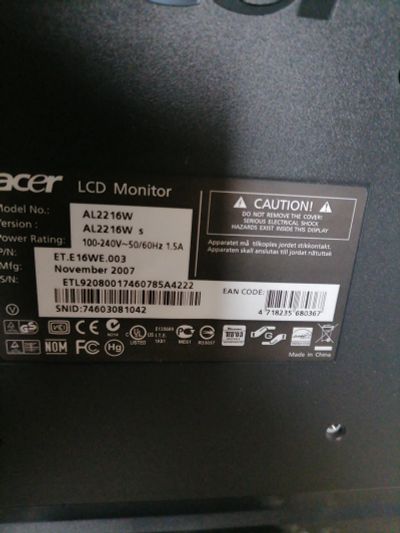 acer LCD Monitor
Model No.: AL2216W
Version : AL2216W s
Power Rating: 100-240V~50/60Hz 1.5A
P/N: ET.E16WE.003
Mfg: November 2007
S/N: ETL92080017460785A4222
SNID:74603081042
CAUTION!
DO NOT REMOVE THE COVER!
SERIOUS ELECTRICAL SHOCK
HAZARDS EXIST INSIDE THIS DISPLAY
Apparatet må tilkoples jordet stikkontakt.
Apparaten skall anslutas till jordat nätuttak
EAN CODE:
4 718235 680367
NOM
Hg
Made in China